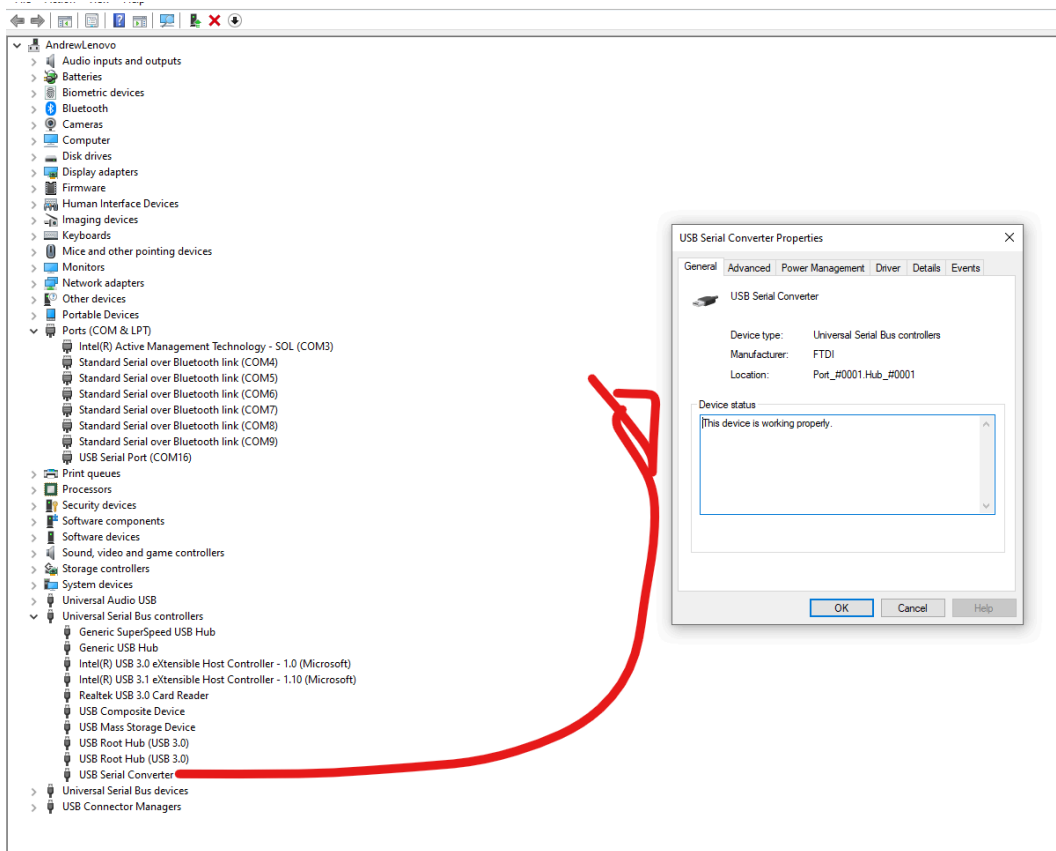 AndrewLenovo
Audio inputs and outputs
Batteries
Biometric devices
Bluetooth
Cameras
Computer
Disk drives
Display adapters
Firmware
Human Interface Devices
Imaging devices
Keyboards
Mice and other pointing devices
Monitors
Network adapters
Other devices
Portable Devices
Ports (COM & LPT)
Intel(R) Active Management Technology - SOL (COM3)
Standard Serial over Bluetooth link (COM4)
Standard Serial over Bluetooth link (COM5)
Standard Serial over Bluetooth link (COM6)
Standard Serial over Bluetooth link (COM7)
Standard Serial over Bluetooth link (COM8)
Standard Serial over Bluetooth link (COM9)
USB Serial Port (COM16)
Print queues
Processors
Security devices
Software components
Software devices
Sound, video and game controllers
Storage controllers
System devices
Universal Audio USB
Universal Serial Bus controllers
Generic SuperSpeed USB Hub
Generic USB Hub
Intel(R) USB 3.0 eXtensible Host Controller - 1.0 (Microsoft)
Intel(R) USB 3.1 eXtensible Host Controller - 1.10 (Microsoft)
Realtek USB 3.0 Card Reader
USB Composite Device
USB Mass Storage Device
USB Root Hub (USB 3.0)
USB Root Hub (USB 3.0)
USB Serial Converter
Universal Serial Bus devices
USB Connector Managers
USB Serial Converter Properties
General Advanced Power Management Driver Details Events
USB Serial Converter
Device type: Universal Serial Bus controllers
Manufacturer: FTDI
Location: Port_#0001.Hub_#0001
Device status
This device is working properly.
OK Cancel Help